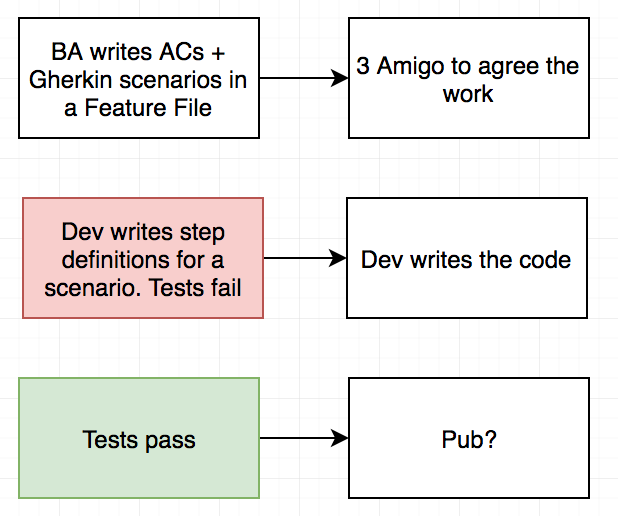 BA writes ACs +
Gherkin scenarios in
a Feature File
3 Amigo to agree the
work
Dev writes step
definitions for a
scenario. Tests fail
Dev writes the code
Tests pass
Pub?